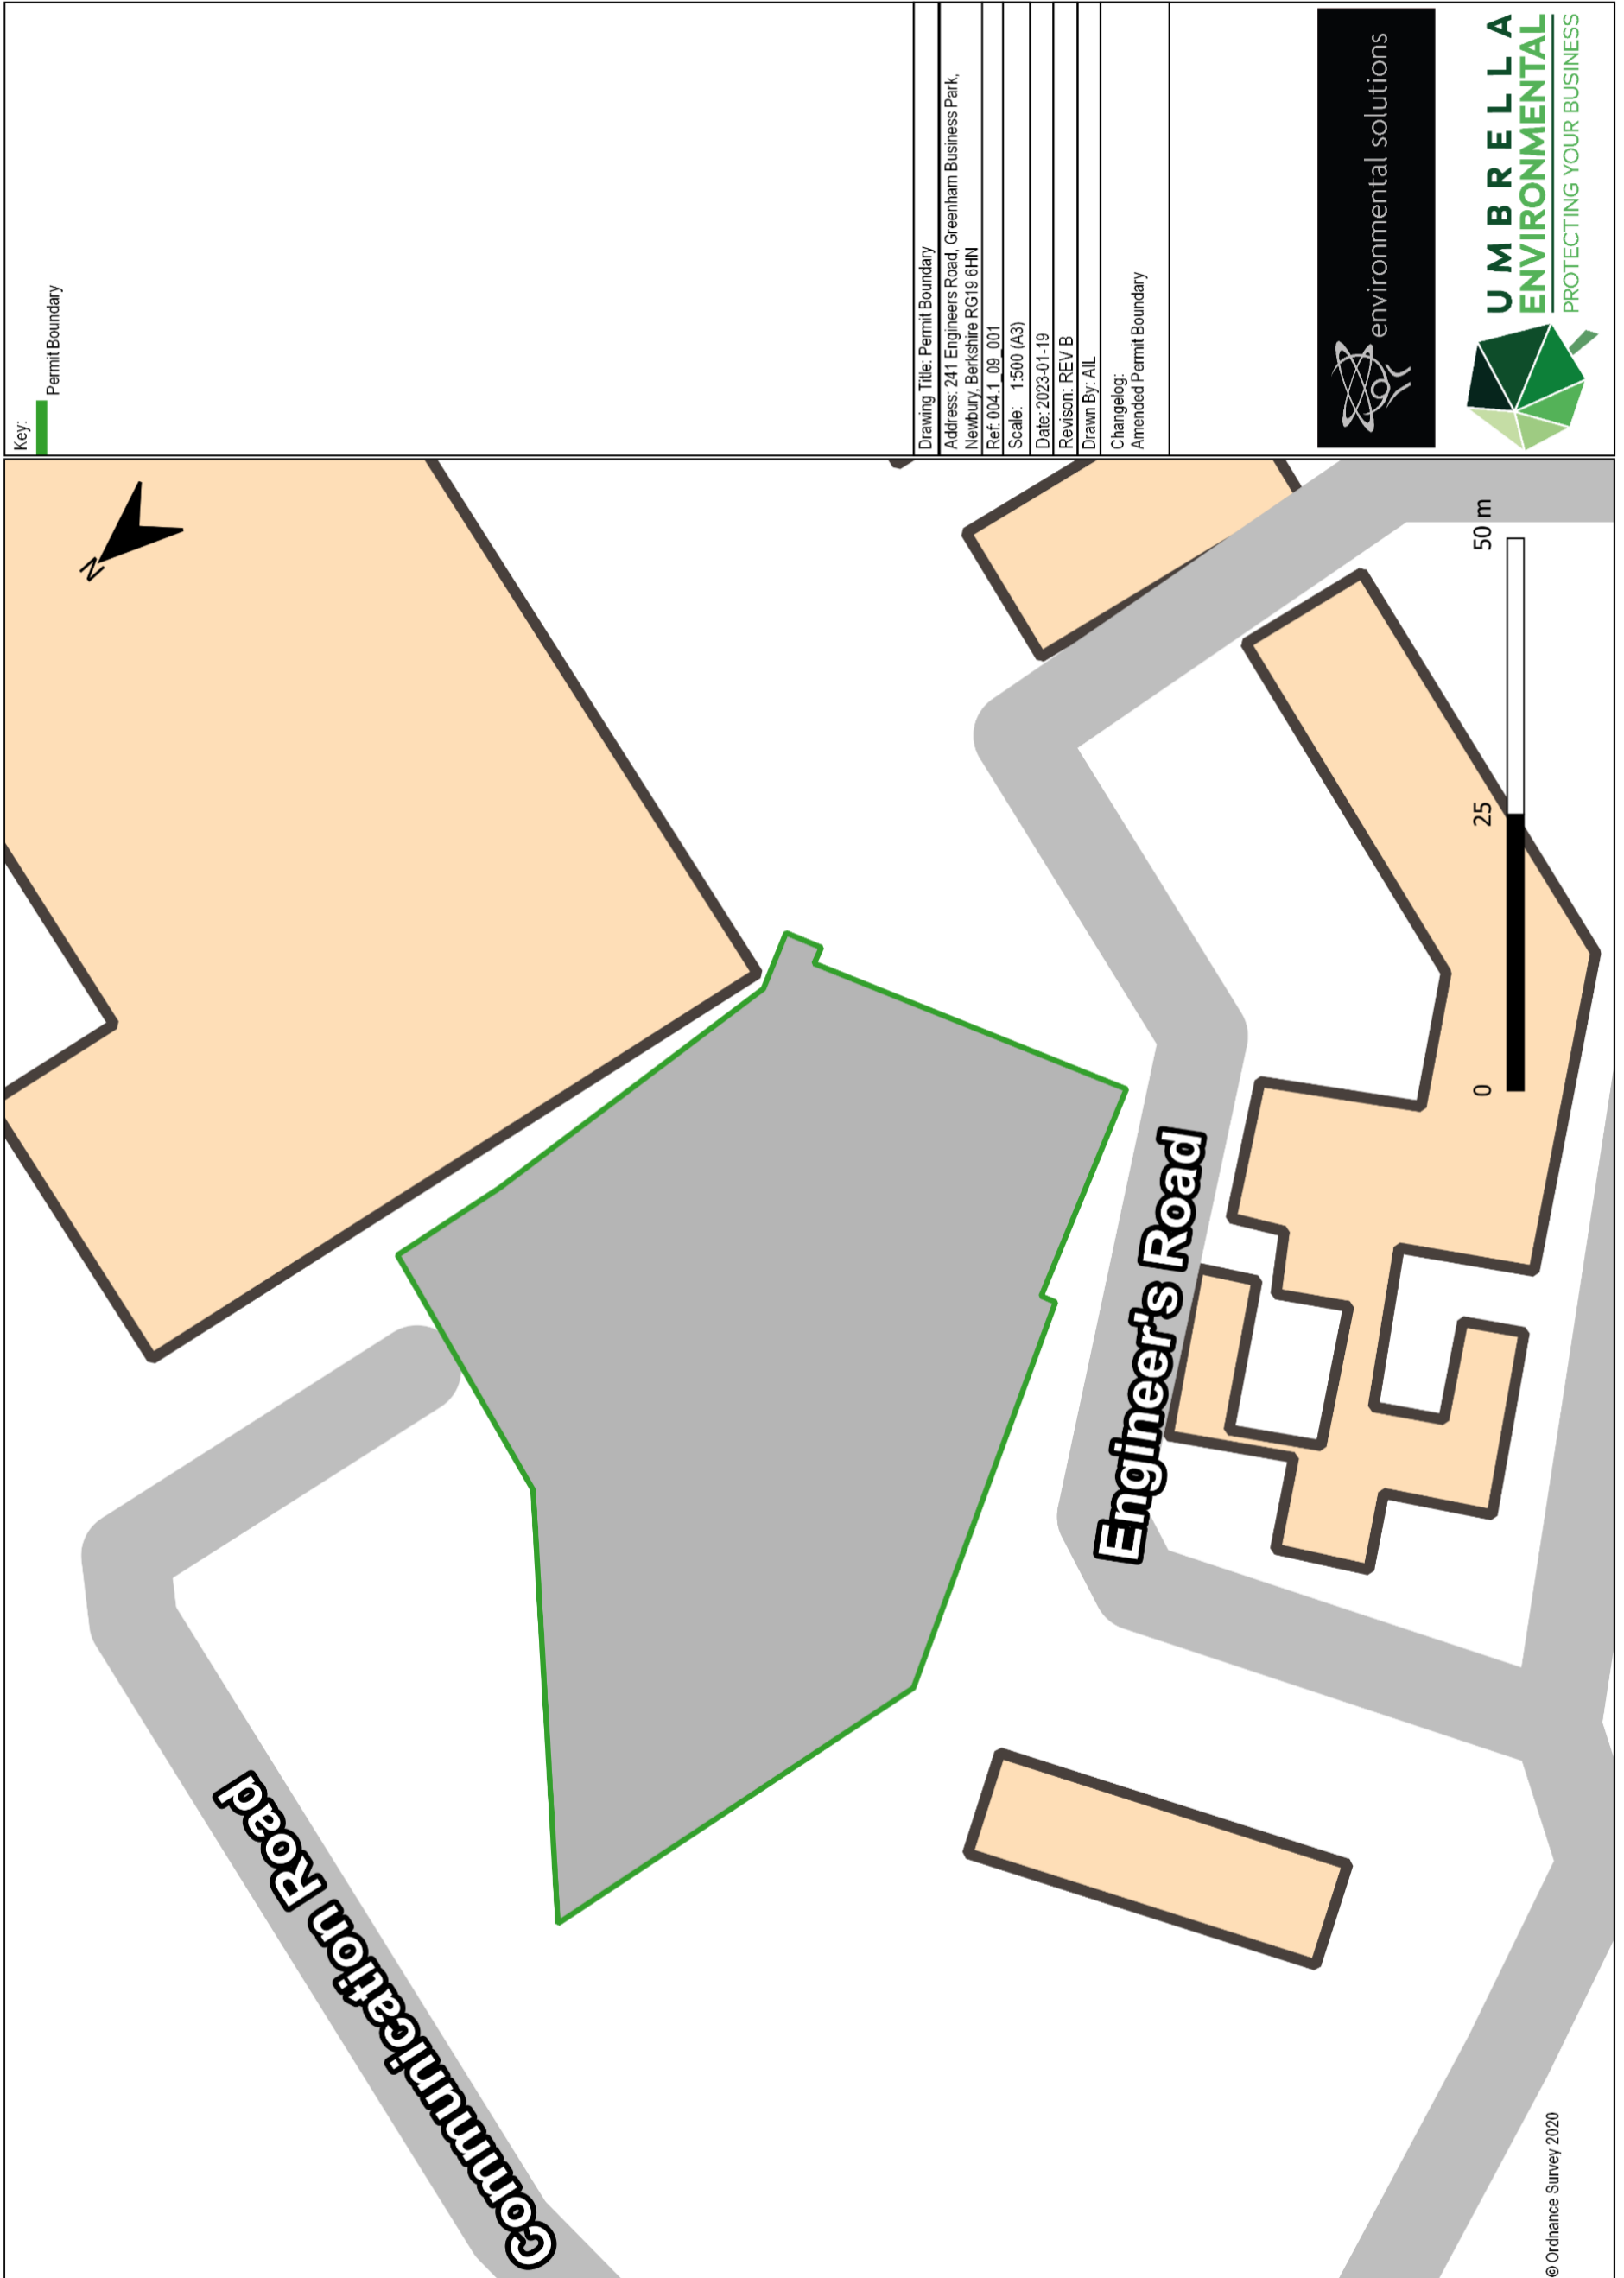 Key:
Permit Boundary
Drawing Title: Permit Boundary
Address: 241 Engineers Road, Greenham Business Park,
Newbury, Berkshire RG19 6HN
Ref: 004.1_09_001
Scale: 1:500 (A3)
Date: 2023-01-19
Revison: REV B
Drawn By: AIL
Changelog:
Amended Permit Boundary
environmental solutions
UMBRELLA
ENVIRONMENTAL
PROTECTING YOUR BUSINESS
N
Communication Road
Engineer's Road
0 25 50 m
© Ordnance Survey 2020